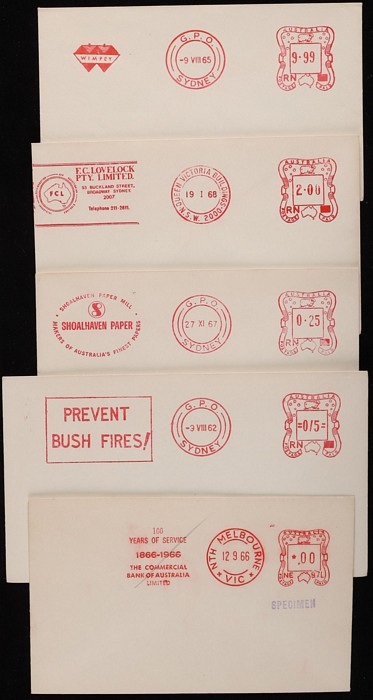 WIMPEY
G.P.O.
-9 VIII 65
SYDNEY
AUSTRALIA
9·99
RN
FCL
F.C. LOVELOCK
PTY. LIMITED.
52 BUCKLAND STREET,
BROADWAY SYDNEY
2007
Telephone 211-2811.
QUEEN VICTORIA BUILDINGS
19 I 68
N.S.W. 2000
AUSTRALIA
2·00
RN
SHOALHAVEN PAPER MILL
S
SHOALHAVEN PAPER
MAKERS OF AUSTRALIA'S FINEST PAPERS
G.P.O.
27 XI 67
SYDNEY
AUSTRALIA
0·25
RN
PREVENT
BUSH FIRES!
G.P.O.
-9 VIII 62
SYDNEY
AUSTRALIA
=0/5=
RN
100
YEARS OF SERVICE
1866-1966
THE COMMERCIAL
BANK OF AUSTRALIA
LIMITED
NTH MELBOURNE
12 9 66
VIC
AUSTRALIA
·00
NE
SPECIMEN